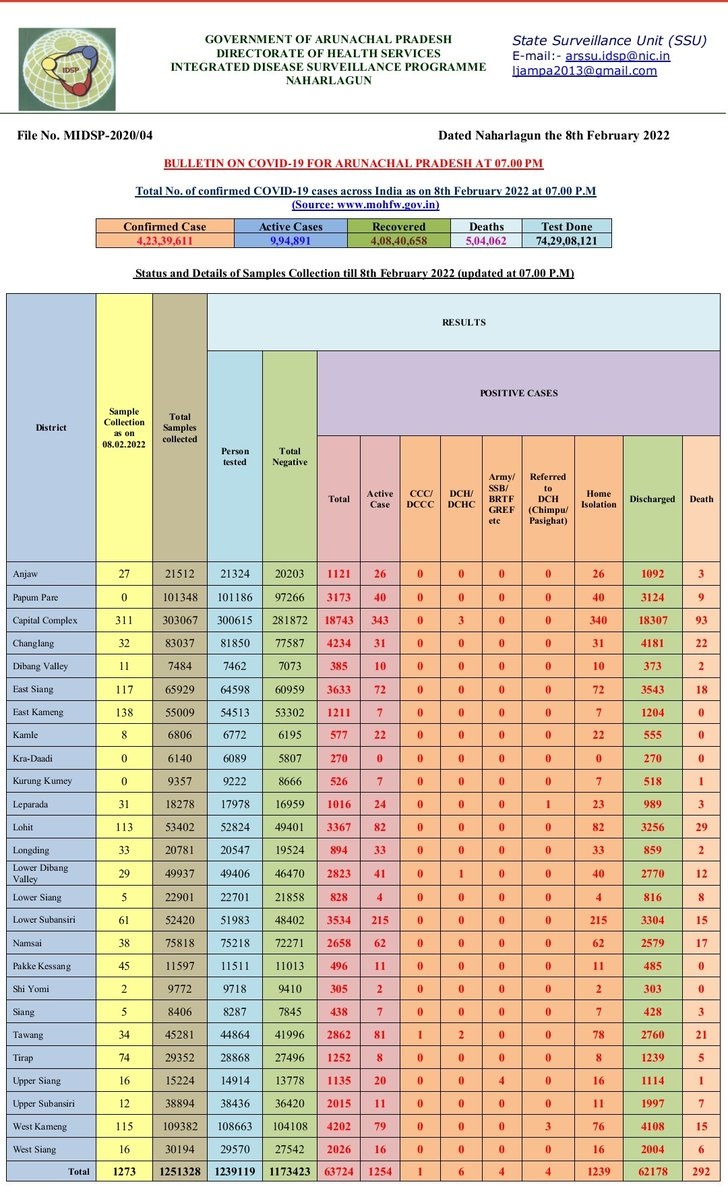 IDSP
GOVERNMENT OF ARUNACHAL PRADESH
DIRECTORATE OF HEALTH SERVICES
INTEGRATED DISEASE SURVEILLANCE PROGRAMME
NAHARLAGUN
State Surveillance Unit (SSU)
E-mail:- arssu.idsp@nic.in
ljampa2013@gmail.com
File No. MIDSP-2020/04 Dated Naharlagun the 8th February 2022
BULLETIN ON COVID-19 FOR ARUNACHAL PRADESH AT 07.00 PM
Total No. of confirmed COVID-19 cases across India as on 8th February 2022 at 07.00 P.M
(Source: www.mohfw.gov.in)
Confirmed Case Active Cases Recovered Deaths Test Done
4,23,39,611 9,94,891 4,08,40,658 5,04,062 74,29,08,121
Status and Details of Samples Collection till 8th February 2022 (updated at 07.00 P.M)
District
Sample
Collection
as on
08.02.2022
Total
Samples
collected
RESULTS
Person
tested
Total
Negative
POSITIVE CASES
Total
Active
Case
CCC/
DCCC
DCH/
DCHC
Army/
SSB/
BRTF
GREF
etc
Referred
to
DCH
(Chimpu/
Pasighat)
Home
Isolation
Discharged
Death
Anjaw 27 21512 21324 20203 1121 26 0 0 0 0 26 1092 3
Papum Pare 0 101348 101186 97266 3173 40 0 0 0 0 40 3124 9
Capital Complex 311 303067 300615 281872 18743 343 0 3 0 0 340 18307 93
Changlang 32 83037 81850 77587 4234 31 0 0 0 0 31 4181 22
Dibang Valley 11 7484 7462 7073 385 10 0 0 0 0 10 373 2
East Siang 117 65929 64598 60959 3633 72 0 0 0 0 72 3543 18
East Kameng 138 55009 54513 53302 1211 7 0 0 0 0 7 1204 0
Kamle 8 6806 6772 6195 577 22 0 0 0 0 22 555 0
Kra-Daadi 0 6140 6089 5807 270 0 0 0 0 0 0 270 0
Kurung Kumey 0 9357 9222 8666 526 7 0 0 0 0 7 518 1
Leparada 31 18278 17978 16959 1016 24 0 0 0 1 23 989 3
Lohit 113 53402 52824 49401 3367 82 0 0 0 0 82 3256 29
Longding 33 20781 20547 19524 894 33 0 0 0 0 33 859 2
Lower Dibang
Valley 29 49937 49406 46470 2823 41 0 1 0 0 40 2770 12
Lower Siang 5 22901 22701 21858 828 4 0 0 0 0 4 816 8
Lower Subansiri 61 52420 51983 48402 3534 215 0 0 0 0 215 3304 15
Namsai 38 75818 75218 72271 2658 62 0 0 0 0 62 2579 17
Pakke Kessang 45 11597 11511 11013 496 11 0 0 0 0 11 485 0
Shi Yomi 2 9772 9718 9410 305 2 0 0 0 0 2 303 0
Siang 5 8406 8287 7845 438 7 0 0 0 0 7 428 3
Tawang 34 45281 44864 41996 2862 81 1 2 0 0 78 2760 21
Tirap 74 29352 28868 27496 1252 8 0 0 0 0 8 1239 5
Upper Siang 16 15224 14914 13778 1135 20 0 0 4 0 16 1114 1
Upper Subansiri 12 38894 38436 36420 2015 11 0 0 0 0 11 1997 7
West Kameng 115 109382 108663 104108 4202 79 0 0 0 3 76 4108 15
West Siang 16 30194 29570 27542 2026 16 0 0 0 0 16 2004 6
Total 1273 1251328 1239119 1173423 63724 1254 1 6 4 4 1239 62178 292